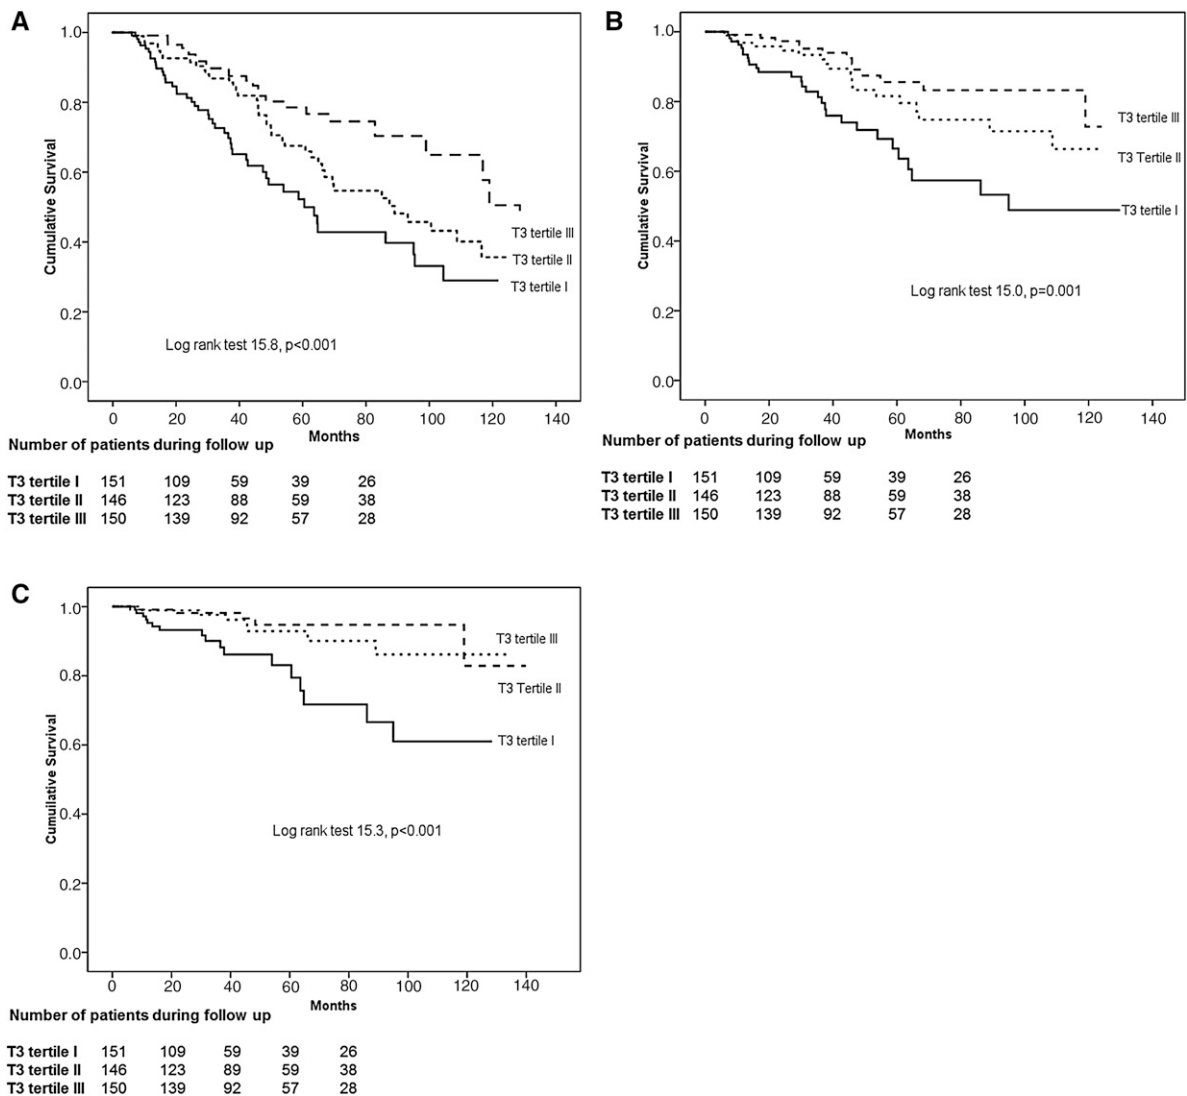 A
1.0
0.8
0.6
0.4
0.2
0.0
Cumulative Survival
T3 tertile III
T3 tertile II
T3 tertile I
Log rank test 15.8, p<0.001
0 20 40 60 80 100 120 140
Months
Number of patients during follow up
T3 tertile I 151 109 59 39 26
T3 tertile II 146 123 88 59 38
T3 tertile III 150 139 92 57 28
B
1.0
0.8
0.6
0.4
0.2
0.0
Cumulative Survival
T3 tertile III
T3 Tertile II
T3 tertile I
Log rank test 15.0, p=0.001
0 20 40 60 80 100 120 140
Months
Number of patients during follow up
T3 tertile I 151 109 59 39 26
T3 tertile II 146 123 88 59 38
T3 tertile III 150 139 92 57 28
C
1.0
0.8
0.6
0.4
0.2
0.0
Cumuilative Survival
T3 tertile III
T3 Tertile II
T3 tertile I
Log rank test 15.3, p<0.001
0 20 40 60 80 100 120 140
Months
Number of patients during follow up
T3 tertile I 151 109 59 39 26
T3 tertile II 146 123 89 59 38
T3 tertile III 150 139 92 57 28